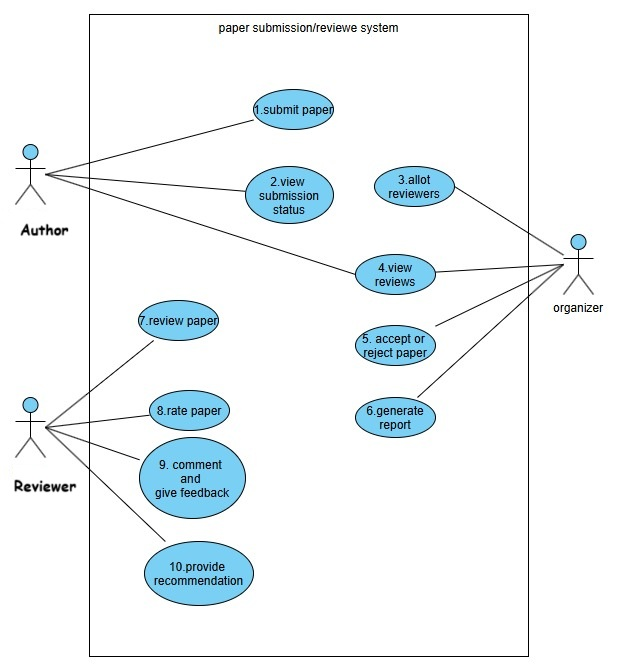 paper submission/reviewe system
1.submit paper
2.view
submission
status
3.allot
reviewers
Author
4.view
reviews
organizer
7.review paper
5. accept or
reject paper
8.rate paper
6.generate
report
9. comment
and
give feedback
Reviewer
10.provide
recommendation